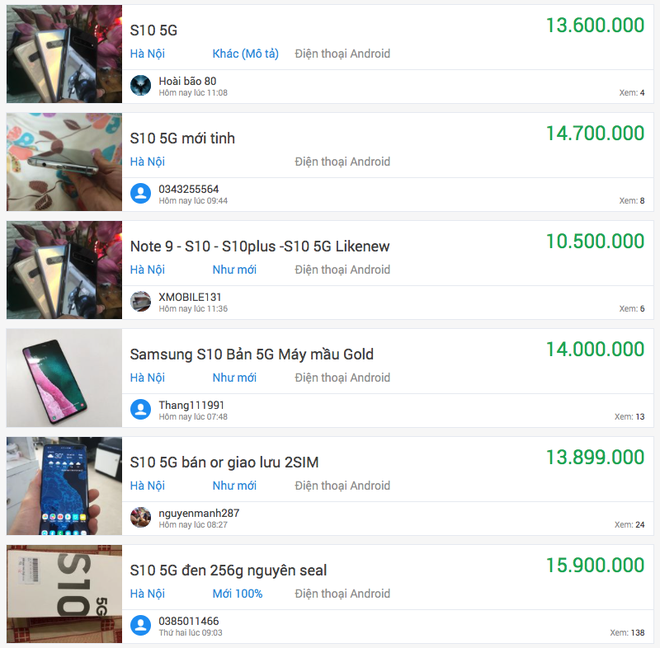 S10 5G
13.600.000
Hà Nội Khác (Mô tả) Điện thoại Android
Hoài bão 80
Hôm nay lúc 11:08
Xem: 4
S10 5G mới tinh
14.700.000
Hà Nội Điện thoại Android
0343255564
Hôm nay lúc 09:44
Xem: 8
Note 9 - S10 - S10plus -S10 5G Likenew
10.500.000
Hà Nội Như mới Điện thoại Android
XMOBILE131
Hôm nay lúc 11:36
Xem: 6
Samsung S10 Bản 5G Máy mầu Gold
14.000.000
Hà Nội Như mới Điện thoại Android
Thang111991
Hôm nay lúc 07:48
Xem: 13
S10 5G bán or giao lưu 2SIM
13.899.000
Hà Nội Như mới Điện thoại Android
nguyenmanh287
Hôm nay lúc 08:27
Xem: 24
S10 5G
S10 5G đen 256g nguyên seal
15.900.000
Hà Nội Mới 100% Điện thoại Android
0385011466
Thứ hai lúc 09:03
Xem: 138